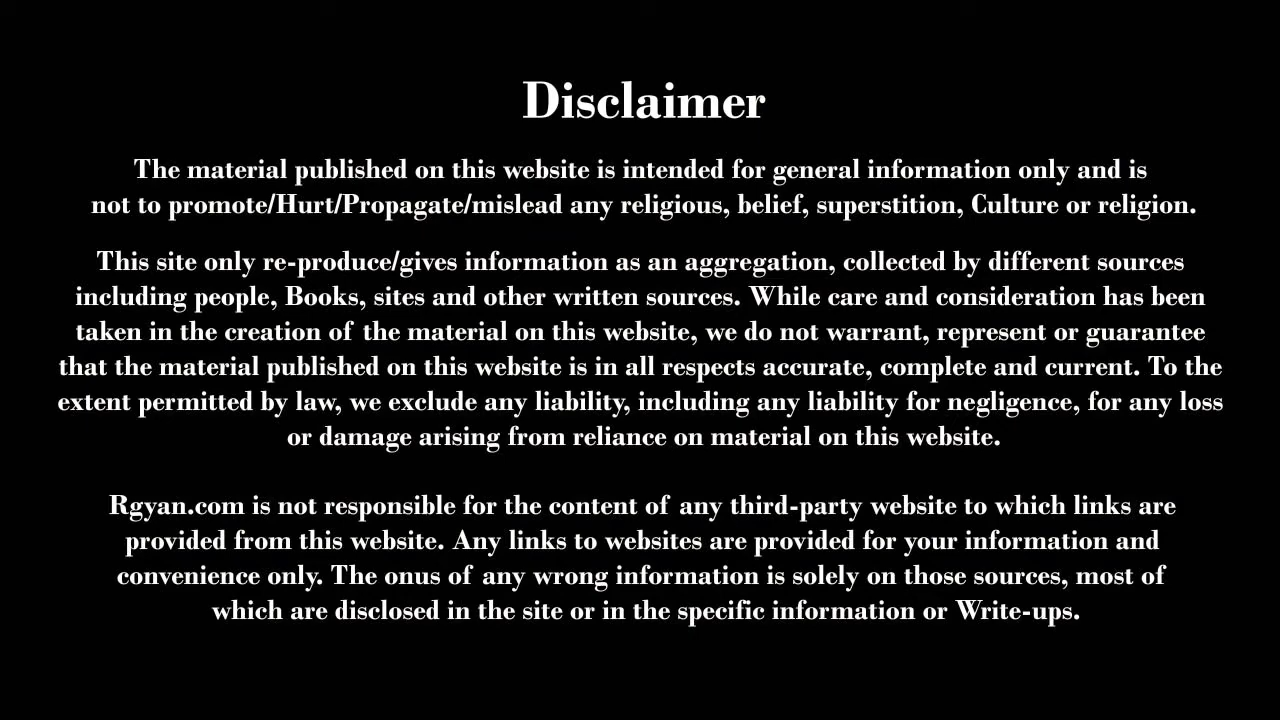 Disclaimer
The material published on this website is intended for general information only and is
not to promote/Hurt/Propagate/mislead any religious, belief, superstition, Culture or religion.
This site only re-produce/gives information as an aggregation, collected by different sources
including people, Books, sites and other written sources. While care and consideration has been
taken in the creation of the material on this website, we do not warrant, represent or guarantee
that the material published on this website is in all respects accurate, complete and current. To the
extent permitted by law, we exclude any liability, including any liability for negligence, for any loss
or damage arising from reliance on material on this website.
Rgyan.com is not responsible for the content of any third-party website to which links are
provided from this website. Any links to websites are provided for your information and
convenience only. The onus of any wrong information is solely on those sources, most of
which are disclosed in the site or in the specific information or Write-ups.